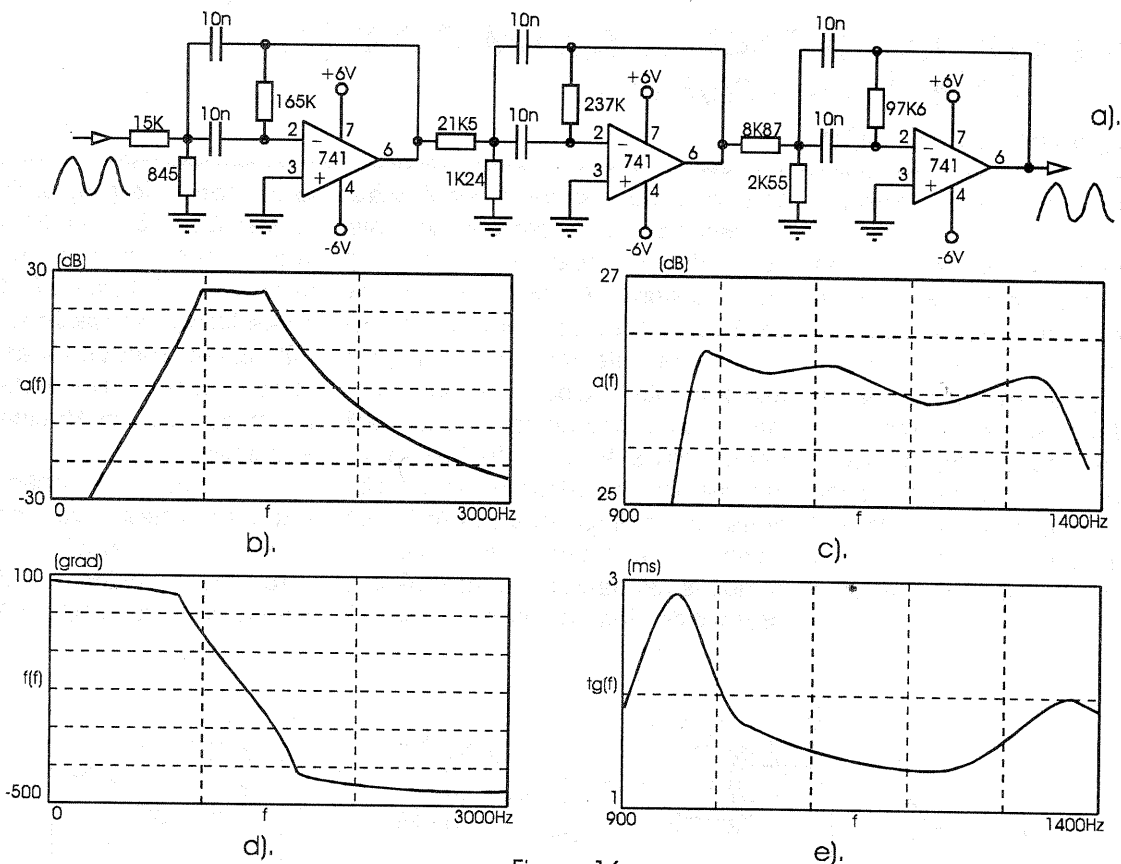 10n 10n 10n
+6V +6V +6V
165K 237K 97K6
15K 10n 2 7 21K5 10n 2 7 8K87 10n 2 7 a).
− 741 6 − 741 6 − 741 6
845 3 + 4 1K24 3 + 4 2K55 3 + 4
-6V -6V -6V
30 (dB)
a(f)
-30
0 f 3000Hz
b).
27 (dB)
a(f)
25
900 f 1400Hz
c).
(grad)
100
f(f)
-500
0 f 3000Hz
d).
(ms)
3
tg(f)
1
900 f 1400Hz
e).